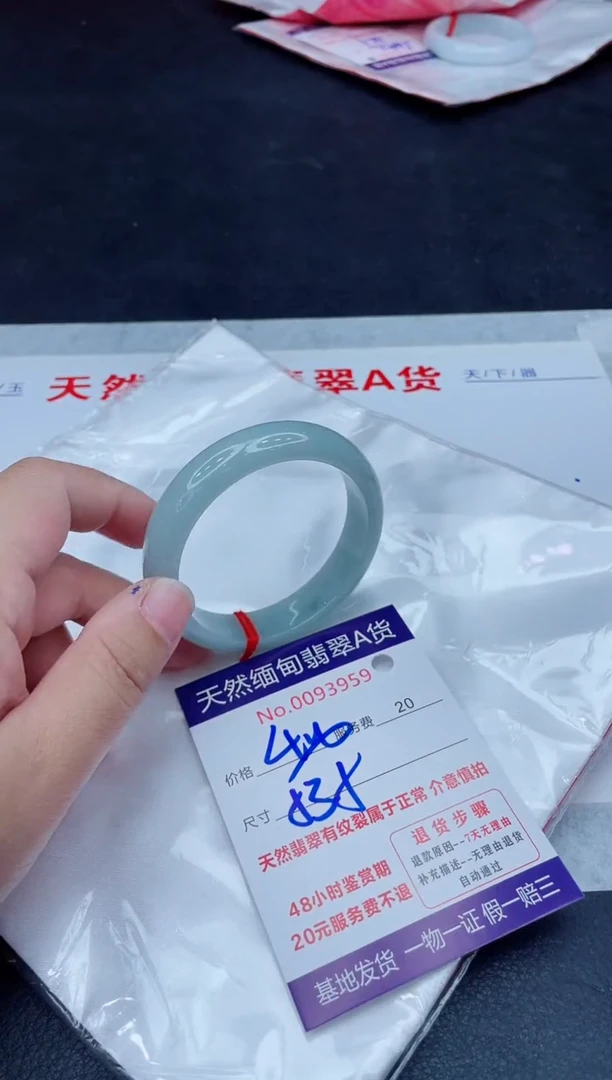 天然
翠A货
天/下/翡
天然缅甸翡翠A货
No.0093959
价格
服务费 20
尺寸
天然翡翠有纹裂属于正常 介意慎拍
48小时鉴赏期
20元服务费不退
退货步骤
退款原因--7天无理由
补充描述--无理由退货
自动通过
基地发货 一物一证 假一赔三